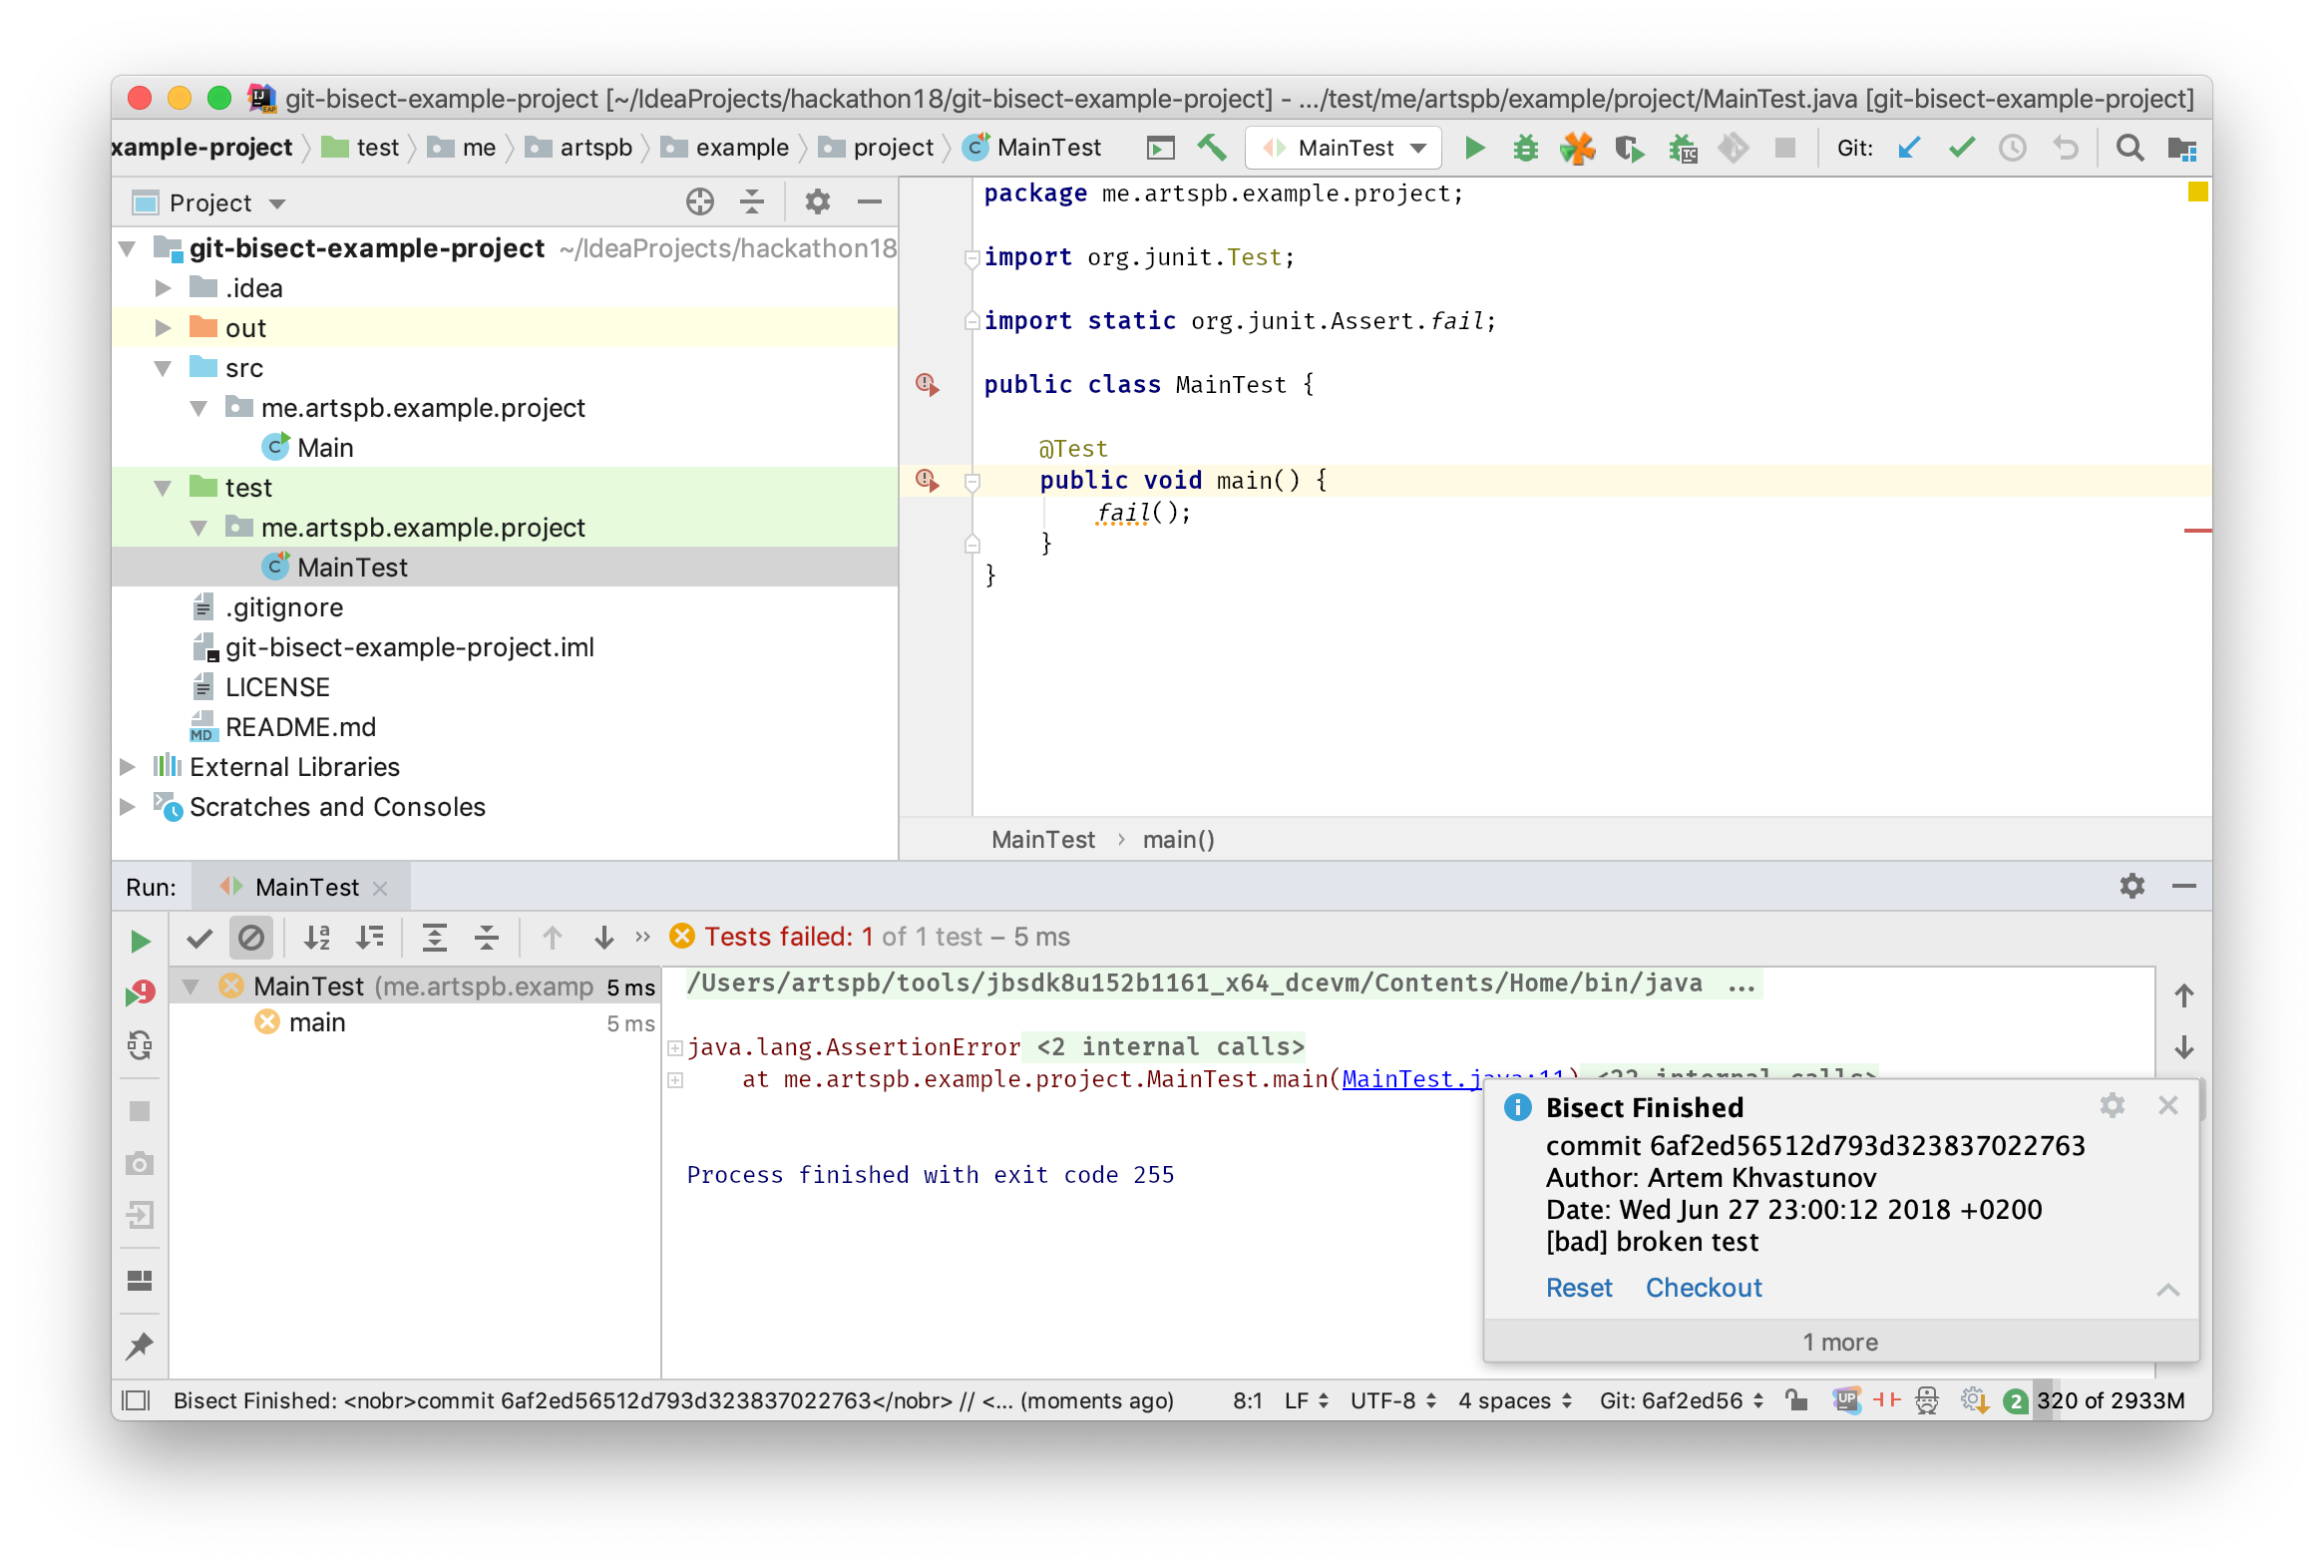 git-bisect-example-project [~/IdeaProjects/hackathon18/git-bisect-example-project] - .../test/me/artspb/example/project/MainTest.java [git-bisect-example-project]
xample-project test me artspb example project MainTest MainTest Git:
Project
git-bisect-example-project ~/IdeaProjects/hackathon18
.idea
out
src
me.artspb.example.project
Main
test
me.artspb.example.project
MainTest
.gitignore
git-bisect-example-project.iml
LICENSE
README.md
External Libraries
Scratches and Consoles
package me.artspb.example.project;
import org.junit.Test;
import static org.junit.Assert.fail;
public class MainTest {
@Test
public void main() {
fail();
}
}
MainTest › main()
Run: MainTest
Tests failed: 1 of 1 test – 5 ms
MainTest (me.artspb.examp 5 ms
main 5 ms
/Users/artspb/tools/jbsdk8u152b1161_x64_dcevm/Contents/Home/bin/java ...
java.lang.AssertionError <2 internal calls>
at me.artspb.example.project.MainTest.main(MainTest.java:11) <22 internal calls>
Process finished with exit code 255
Bisect Finished
commit 6af2ed56512d793d323837022763
Author: Artem Khvastunov
Date: Wed Jun 27 23:00:12 2018 +0200
[bad] broken test
Reset Checkout
1 more
Bisect Finished: <nobr>commit 6af2ed56512d793d323837022763</nobr> // <... (moments ago) 8:1 LF UTF-8 4 spaces Git: 6af2ed56 UP 2 320 of 2933M